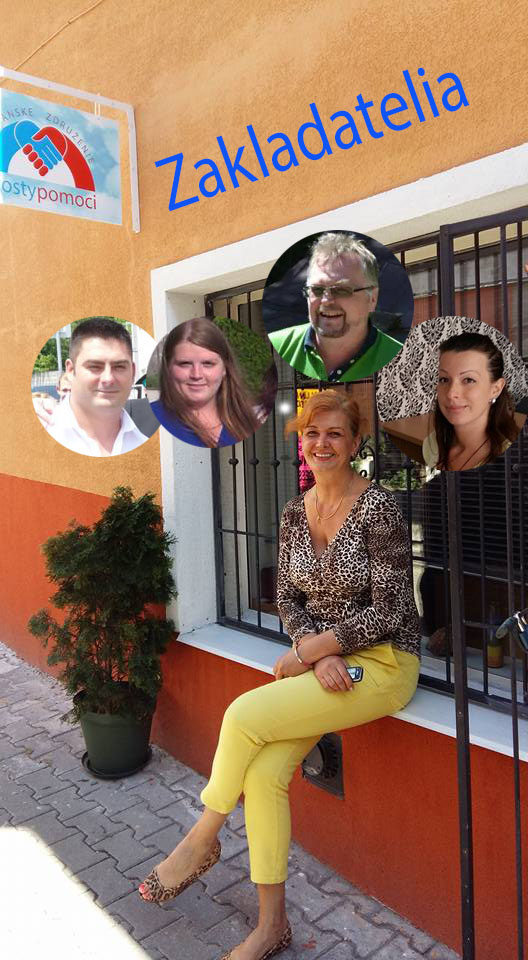 Zakladatelia
ANSKE ZDRUŽENIE
ostypomoci